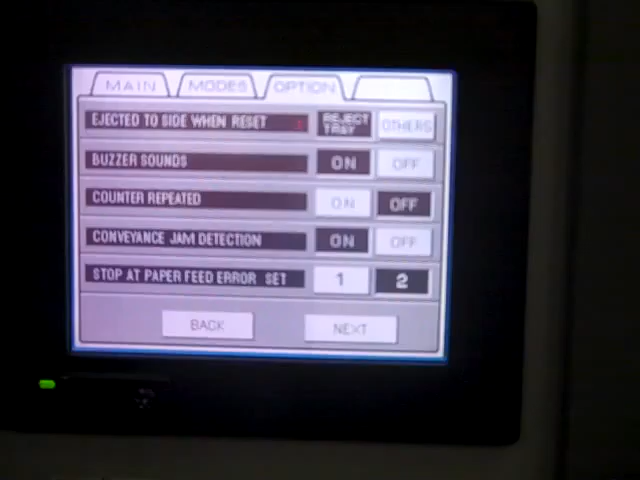 MAIN MODES OPTION
EJECTED TO SIDE WHEN RESET REJECT TRAY OTHERS
BUZZER SOUNDS ON OFF
COUNTER REPEATED ON OFF
CONVEYANCE JAM DETECTION ON OFF
STOP AT PAPER FEED ERROR SET 1 2
BACK NEXT